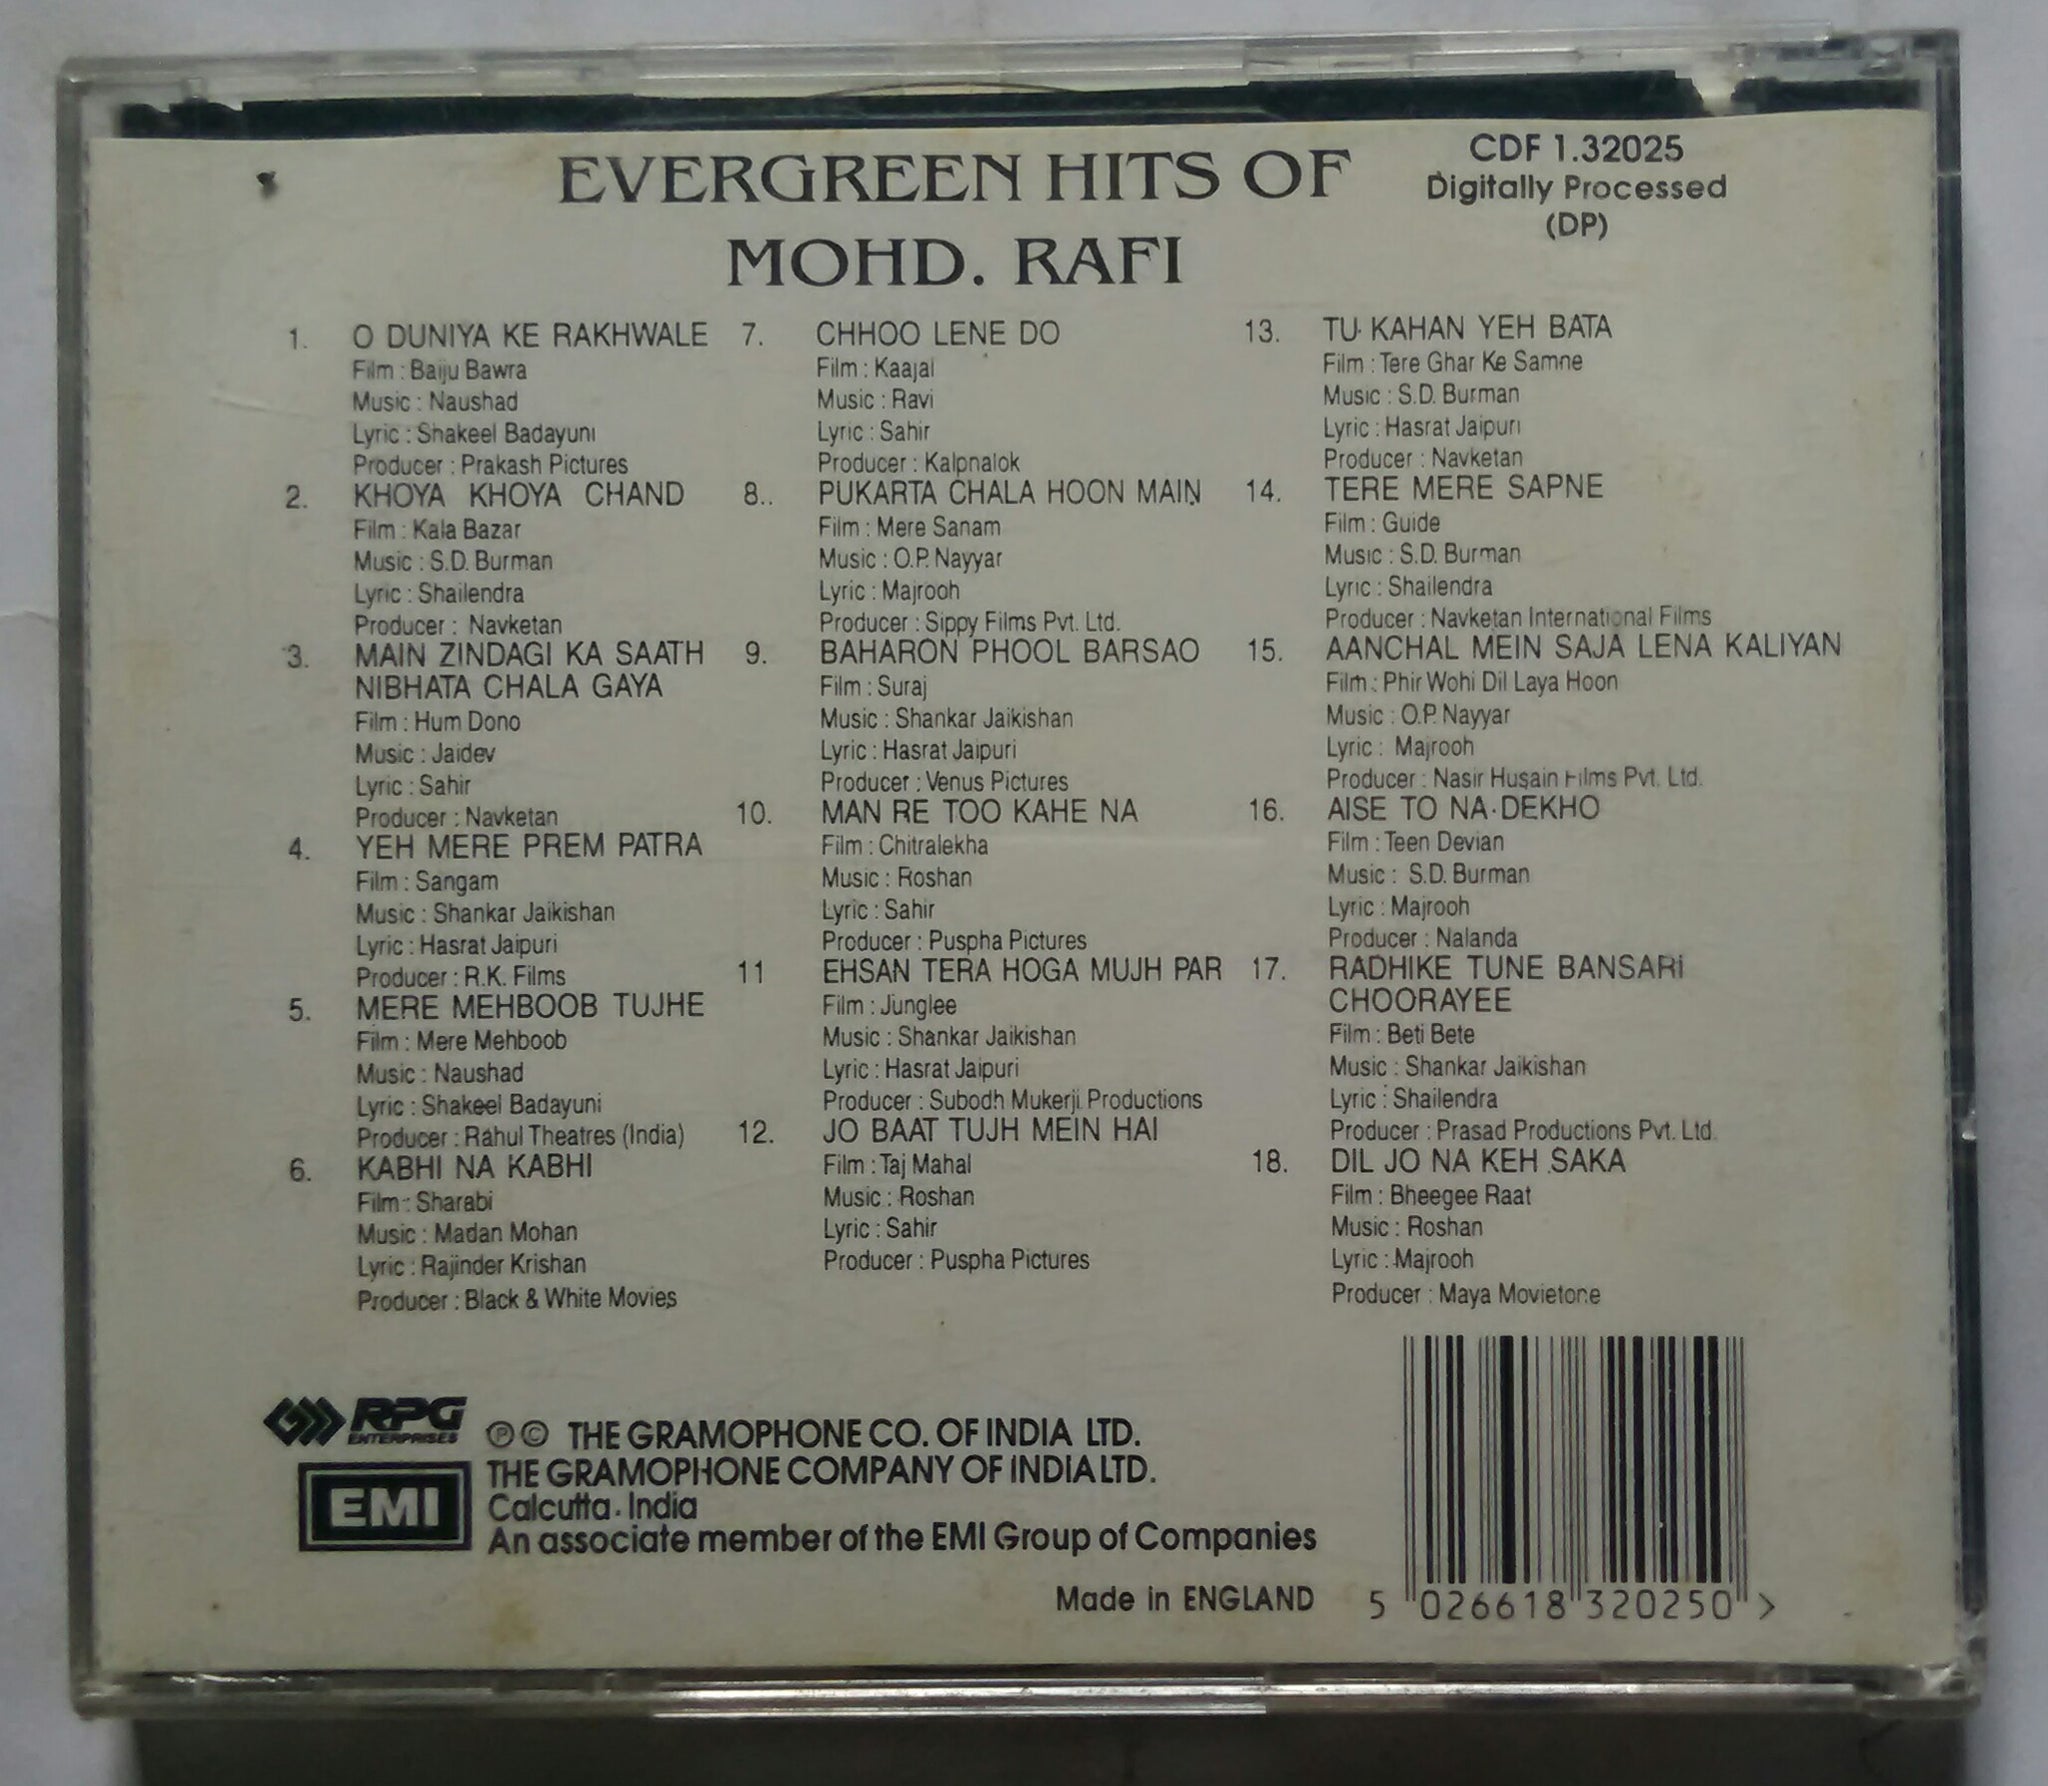 EVERGREEN HITS OF
MOHD. RAFI
CDF 1.32025
Digitally Processed
(DP)
1. O DUNIYA KE RAKHWALE
Film : Baiju Bawra
Music : Naushad
Lyric : Shakeel Badayuni
Producer : Prakash Pictures
2. KHOYA KHOYA CHAND
Film : Kala Bazar
Music : S.D. Burman
Lyric : Shailendra
Producer : Navketan
3. MAIN ZINDAGI KA SAATH
NIBHATA CHALA GAYA
Film : Hum Dono
Music : Jaidev
Lyric : Sahir
Producer : Navketan
4. YEH MERE PREM PATRA
Film : Sangam
Music : Shankar Jaikishan
Lyric : Hasrat Jaipuri
Producer : R.K. Films
5. MERE MEHBOOB TUJHE
Film : Mere Mehboob
Music : Naushad
Lyric : Shakeel Badayuni
Producer : Rahul Theatres (India)
6. KABHI NA KABHI
Film : Sharabi
Music : Madan Mohan
Lyric : Rajinder Krishan
Producer : Black & White Movies
7. CHHOO LENE DO
Film : Kaajal
Music : Ravi
Lyric : Sahir
Producer : Kalpnalok
8.. PUKARTA CHALA HOON MAIN
Film : Mere Sanam
Music : O.P. Nayyar
Lyric : Majrooh
Producer : Sippy Films Pvt. Ltd.
9. BAHARON PHOOL BARSAO
Film : Suraj
Music : Shankar Jaikishan
Lyric : Hasrat Jaipuri
Producer : Venus Pictures
10. MAN RE TOO KAHE NA
Film : Chitralekha
Music : Roshan
Lyric : Sahir
Producer : Puspha Pictures
11 EHSAN TERA HOGA MUJH PAR
Film : Junglee
Music : Shankar Jaikishan
Lyric : Hasrat Jaipuri
Producer : Subodh Mukerji Productions
12. JO BAAT TUJH MEIN HAI
Film : Taj Mahal
Music : Roshan
Lyric : Sahir
Producer : Puspha Pictures
13. TU KAHAN YEH BATA
Film : Tere Ghar Ke Samne
Music : S.D. Burman
Lyric : Hasrat Jaipuri
Producer : Navketan
14. TERE MERE SAPNE
Film : Guide
Music : S.D. Burman
Lyric : Shailendra
Producer : Navketan International Films
15. AANCHAL MEIN SAJA LENA KALIYAN
Film : Phir Wohi Dil Laya Hoon
Music : O.P. Nayyar
Lyric : Majrooh
Producer : Nasir Husain Films Pvt. Ltd.
16. AISE TO NA DEKHO
Film : Teen Devian
Music : S.D. Burman
Lyric : Majrooh
Producer : Nalanda
17. RADHIKE TUNE BANSARI
CHOORAYEE
Film : Beti Bete
Music : Shankar Jaikishan
Lyric : Shailendra
Producer : Prasad Productions Pvt. Ltd.
18. DIL JO NA KEH SAKA
Film : Bheegee Raat
Music : Roshan
Lyric : Majrooh
Producer : Maya Movietone
RPG
ENTERPRISES
EMI
℗ © THE GRAMOPHONE CO. OF INDIA LTD.
THE GRAMOPHONE COMPANY OF INDIA LTD.
Calcutta. India
An associate member of the EMI Group of Companies
Made in ENGLAND
5 026618 320250 >